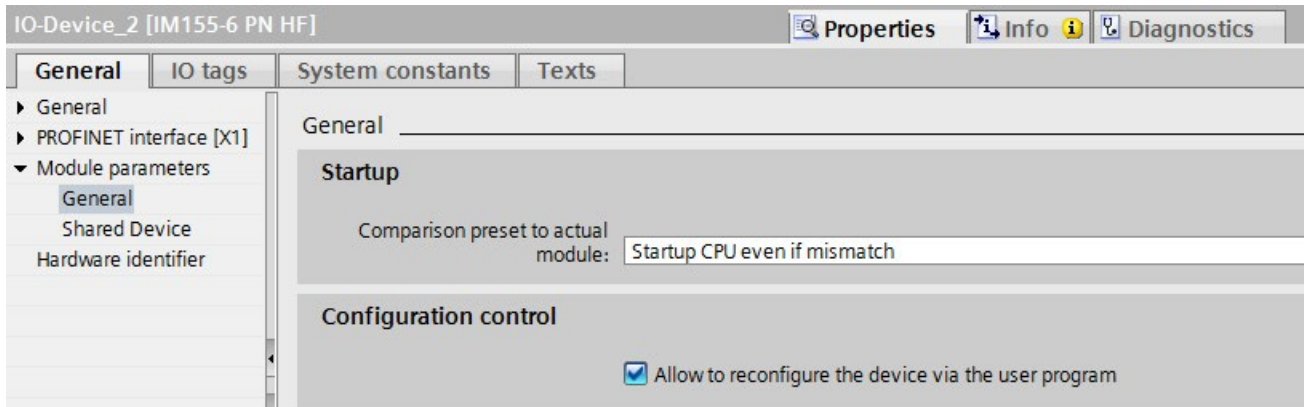 IO-Device_2 [IM155-6 PN HF]
Properties
Info
Diagnostics
General
IO tags
System constants
Texts
General
PROFINET interface [X1]
Module parameters
General
Shared Device
Hardware identifier
General
Startup
Comparison preset to actual
module:
Startup CPU even if mismatch
Configuration control
Allow to reconfigure the device via the user program